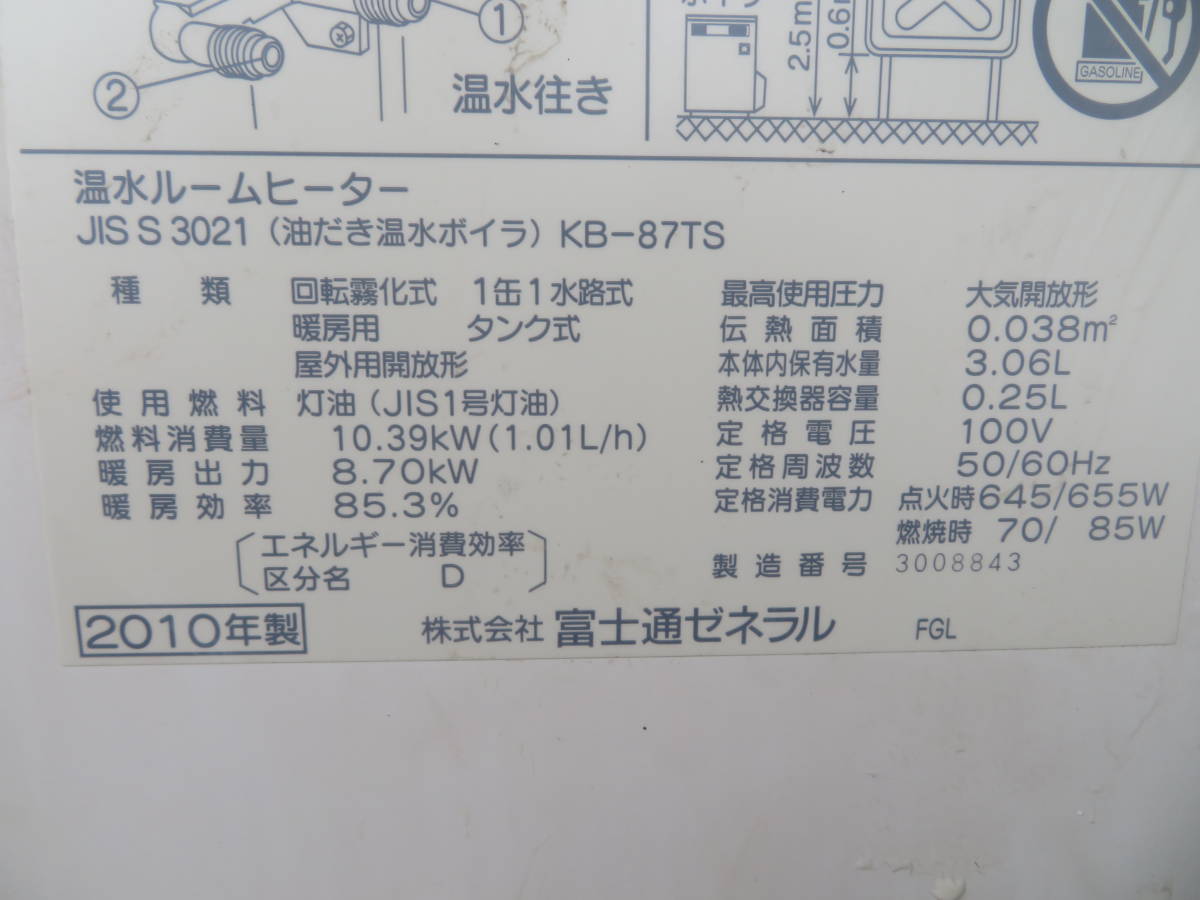 ①
②
温水往き
2.5m
0.6m
GASOLINE
温水ルームヒーター
JIS S 3021（油だき温水ボイラ）KB-87TS
種類 回転霧化式 1缶1水路式
暖房用 タンク式
屋外用開放形
使用燃料 灯油（JIS1号灯油）
燃料消費量 10.39kW（1.01L/h）
暖房出力 8.70kW
暖房効率 85.3%
エネルギー消費効率
区分名 D
最高使用圧力 大気開放形
伝熱面積 0.038m²
本体内保有水量 3.06L
熱交換器容量 0.25L
定格電圧 100V
定格周波数 50/60Hz
定格消費電力 点火時 645/655W
燃焼時 70/ 85W
製造番号 3008843
2010年製
株式会社 富士通ゼネラル FGL